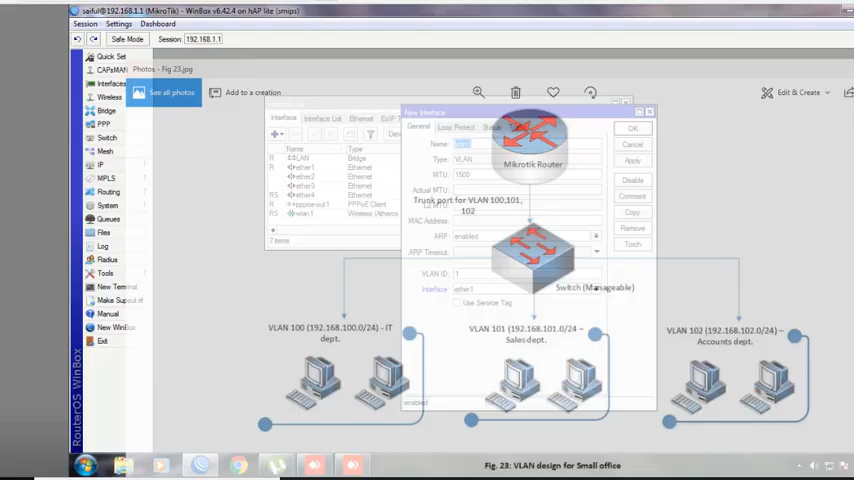 saiful@192.168.1.1 (MikroTik) - WinBox v6.42.4 on hAP lite (smips)
Session Settings Dashboard
Safe Mode Session: 192.168.1.1
Quick Set
CAPsMAN
Interfaces
Wireless
Bridge
PPP
Switch
Mesh
IP
MPLS
Routing
System
Queues
Files
Log
Radius
Tools
New Terminal
Make Supout.rif
Manual
New WinBox
Exit
RouterOS WinBox
Photos - Fig 23.jpg
See all photos
Add to a creation
Edit & Create
Interface Interface List Ethernet EoIP T
Name Type
R LAN Bridge
R ether1 Ethernet
ether2 Ethernet
ether3 Ethernet
RS ether4 Ethernet
R pppoe-out1 PPPoE Client
RS wlan1 Wireless (Atheros
7 items
New Interface
General Loop Protect Status
Name:
Type: VLAN
MTU: 1500
Actual MTU:
L2 MTU:
MAC Address:
ARP: enabled
ARP Timeout:
VLAN ID: 1
Interface: ether1
Use Service Tag
enabled
OK
Cancel
Apply
Disable
Comment
Copy
Remove
Torch
Mikrotik Router
Trunk port for VLAN 100,101,
102
Switch (Manageable)
VLAN 100 (192.168.100.0/24) - IT
dept.
VLAN 101 (192.168.101.0/24 –
Sales dept.
VLAN 102 (192.168.102.0/24) –
Accounts dept.
Fig. 23: VLAN design for Small office